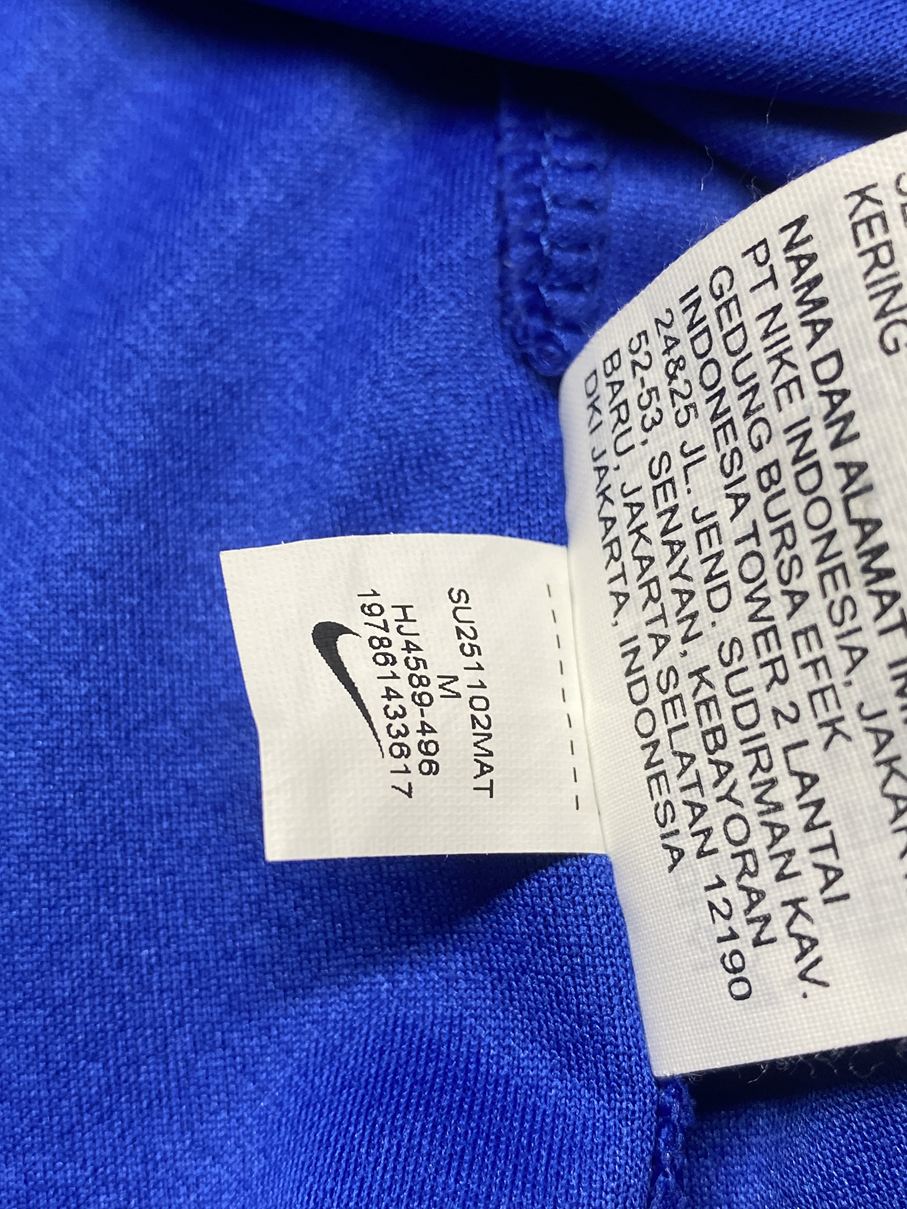 KERING
NAMA DAN ALAMAT
PT NIKE INDONESIA,
GEDUNG BURSA EFEK
INDONESIA TOWER 2 LANTAI
24&25 JL. JEND. SUDIRMAN KAV.
52-53, SENAYAN, KEBAYORAN
BARU, JAKARTA SELATAN 12190
DKI JAKARTA, INDONESIA
SU251102MAT
M
HJ4589-496
197861433617